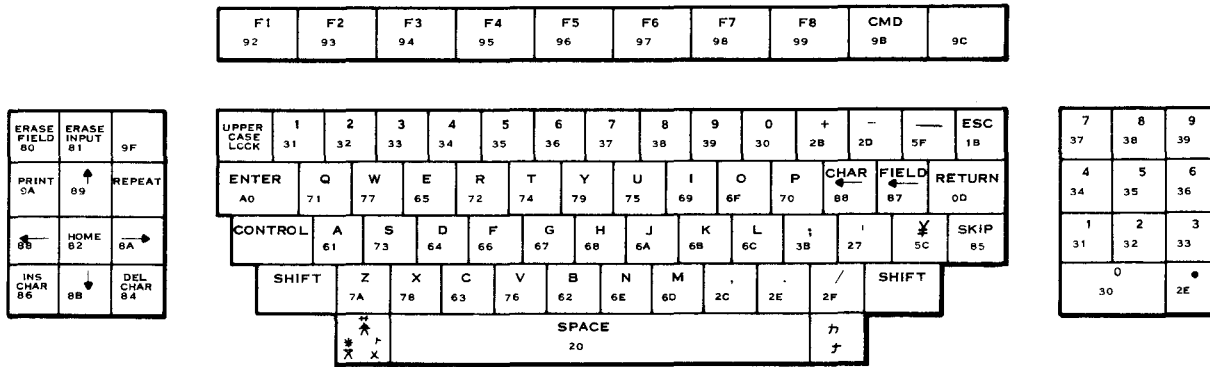 F1 F2 F3 F4 F5 F6 F7 F8 CMD
92 93 94 95 96 97 98 99 9B 9C
ERASE FIELD 80 ERASE INPUT 81 9F
PRINT 9A ↑ 89 REPEAT
← 88 HOME 82 → 8A
INS CHAR 86 ↓ 8B DEL CHAR 84
UPPER CASE LOCK 1 2 3 4 5 6 7 8 9 0 + - — ESC
31 32 33 34 35 36 37 38 39 30 2B 2D 5F 1B
ENTER Q W E R T Y U I O P CHAR ← FIELD ← RETURN
A0 71 77 65 72 74 79 75 69 6F 70 88 87 0D
CONTROL A S D F G H J K L ; ' ¥ SKIP
61 73 64 66 67 68 6A 6B 6C 3B 27 5C 85
SHIFT Z X C V B N M , . / SHIFT
7A 78 63 76 62 6E 6D 2C 2E 2F
SPACE カナ
20
7 8 9
37 38 39
4 5 6
34 35 36
1 2 3
31 32 33
0 •
30 2E